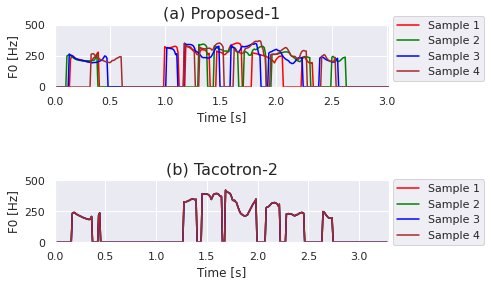 (a) Proposed-1
500
250
0
F0 [Hz]
0.0 0.5 1.0 1.5 2.0 2.5 3.0
Time [s]
Sample 1
Sample 2
Sample 3
Sample 4
(b) Tacotron-2
500
250
0
F0 [Hz]
0.0 0.5 1.0 1.5 2.0 2.5 3.0
Time [s]
Sample 1
Sample 2
Sample 3
Sample 4